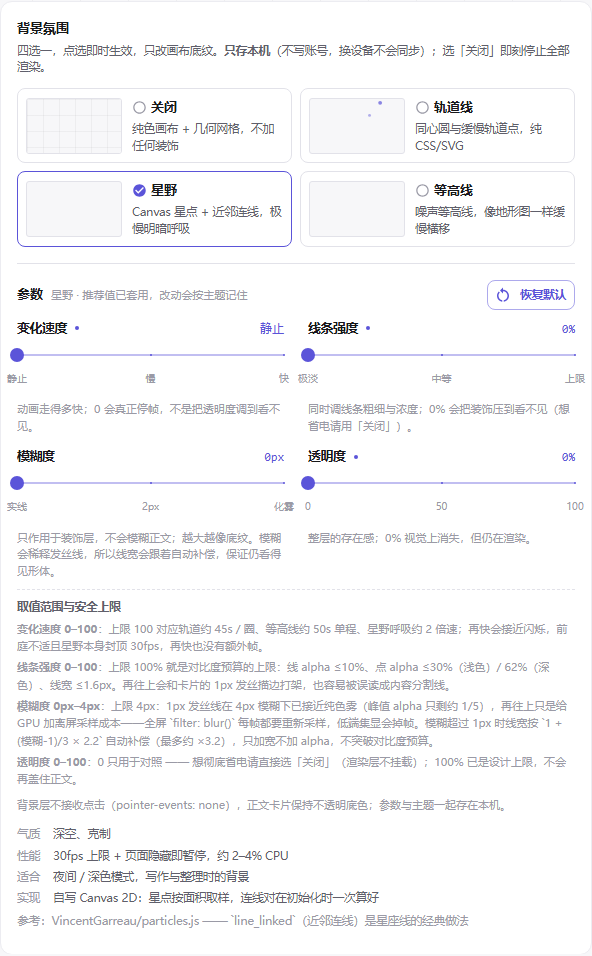 背景氛围
四选一，点选即时生效，只改画布底纹。只存本机（不写账号，换设备不会同步）；选「关闭」即刻停止全部
渲染。
关闭
纯色画布 + 几何网格，不加
任何装饰
轨道线
同心圆与缓慢轨道点，纯
CSS/SVG
星野
Canvas 星点 + 近邻连线，极
慢明暗呼吸
等高线
噪声等高线，像地形图一样缓
慢横移
参数 星野 · 推荐值已套用，改动会按主题记住
恢复默认
变化速度 • 静止
静止 慢 快
动画走得多快；0 会真正停帧，不是把透明度调到看不
见。
线条强度 • 0%
极淡 中等 上限
同时调线条粗细与浓度；0% 会把装饰压到看不见（想
省电请用「关闭」）。
模糊度 0px
实线 2px 化雾
只作用于装饰层，不会模糊正文；越大越像底纹。模糊
会稀释发丝线，所以线宽会跟着自动补偿，保证仍看得
见形体。
透明度 • 0%
0 50 100
整层的存在感；0% 视觉上消失，但仍在渲染。
取值范围与安全上限
变化速度 0–100：上限 100 对应轨道约 45s / 圈、等高线约 50s 单程、星野呼吸约 2 倍速；再快会接近闪烁，前
庭不适且星野本身封顶 30fps，再快也没有额外帧。
线条强度 0–100：上限 100% 就是对比度预算的上限：线 alpha ≤10%、点 alpha ≤30%（浅色）/ 62%（深
色）、线宽 ≤1.6px。再往上会和卡片的 1px 发丝描边打架，也容易被误读成内容分割线。
模糊度 0px–4px：上限 4px：1px 发丝线在 4px 模糊下已接近纯色雾（峰值 alpha 只剩约 1/5），再往上只是给
GPU 加离屏采样成本——全屏 `filter: blur()` 每帧都要重新采样，低端集显会掉帧。模糊超过 1px 时线宽按 `1 +
(模糊-1)/3 × 2.2` 自动补偿（最多约 ×3.2），只加宽不加 alpha，不突破对比度预算。
透明度 0–100：0 只用于对照 —— 想彻底省电请直接选「关闭」（渲染层不挂载）；100% 已是设计上限，不会
再盖住正文。
背景层不接收点击（pointer-events: none），正文卡片保持不透明底色；参数与主题一起存在本机。
气质 深空、克制
性能 30fps 上限 + 页面隐藏即暂停，约 2–4% CPU
适合 夜间 / 深色模式，写作与整理时的背景
实现 自写 Canvas 2D：星点按面积取样，连线对在初始化时一次算好
参考：VincentGarreau/particles.js —— `line_linked`（近邻连线）是星座线的经典做法